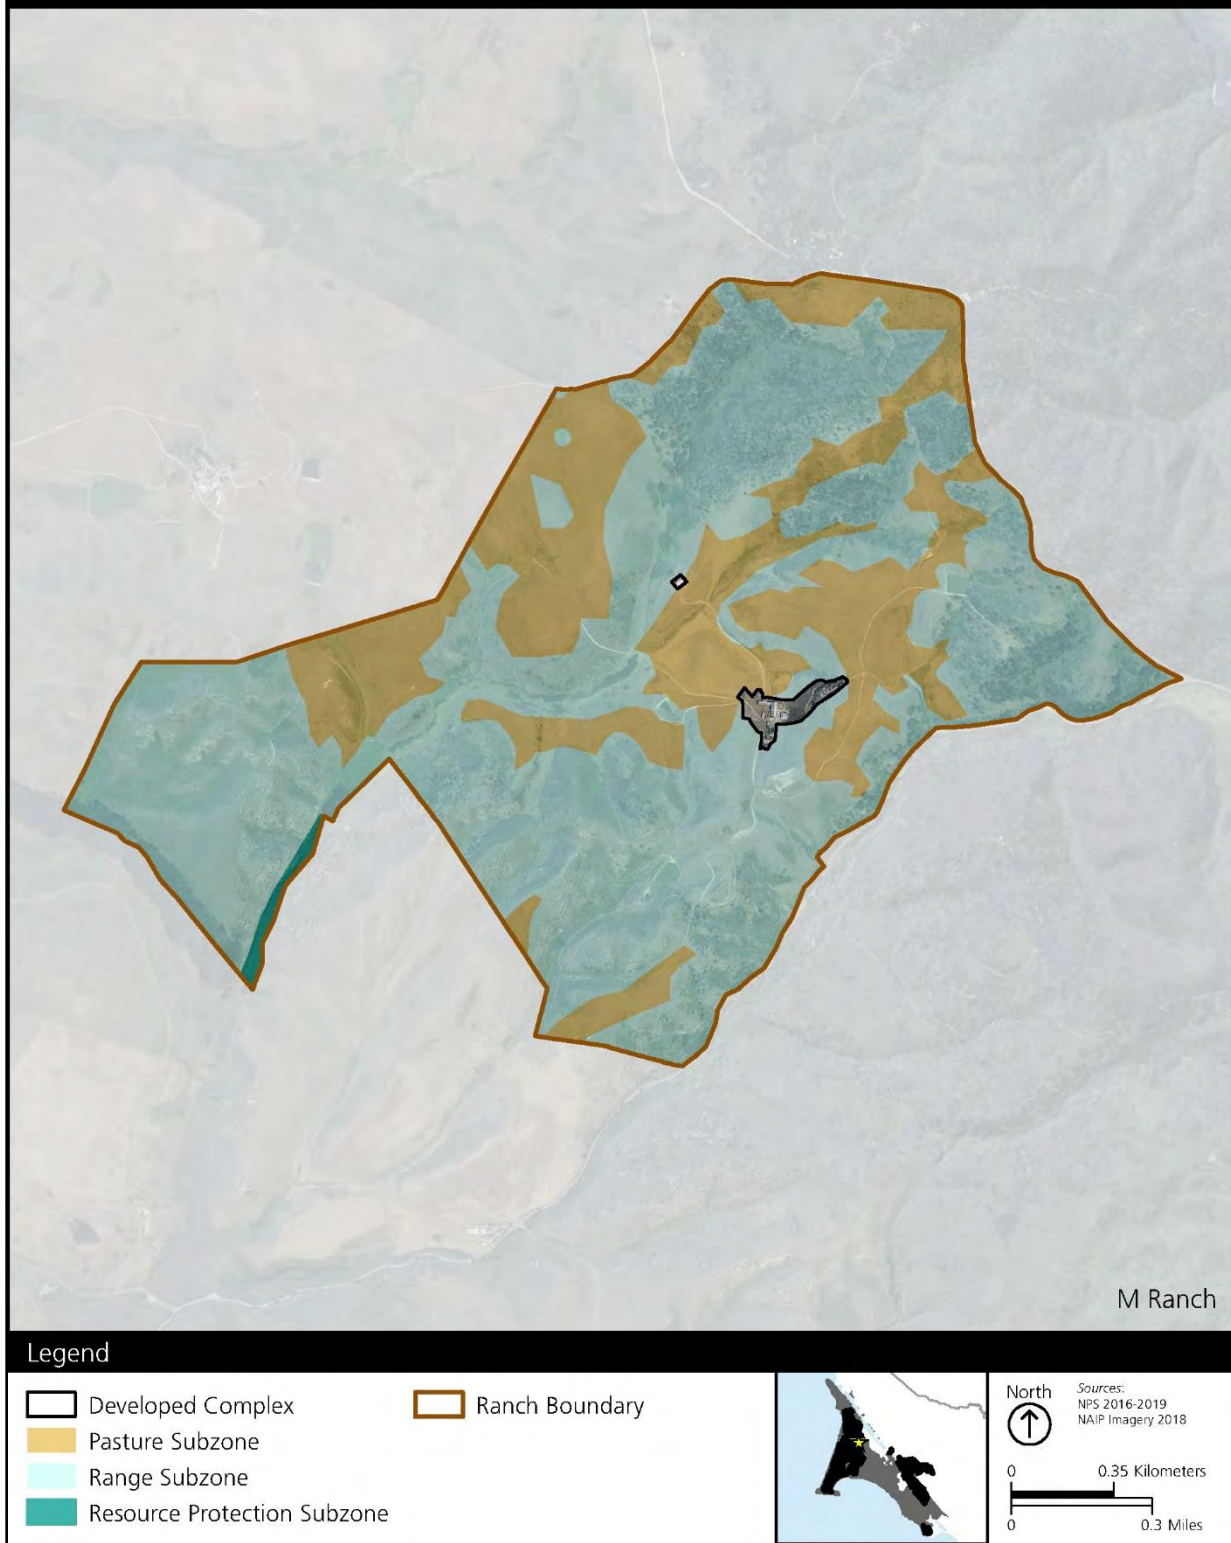 M Ranch
Legend
Developed Complex
Pasture Subzone
Range Subzone
Resource Protection Subzone
Ranch Boundary
North
Sources:
NPS 2016-2019
NAIP Imagery 2018
0 0.35 Kilometers
0 0.3 Miles